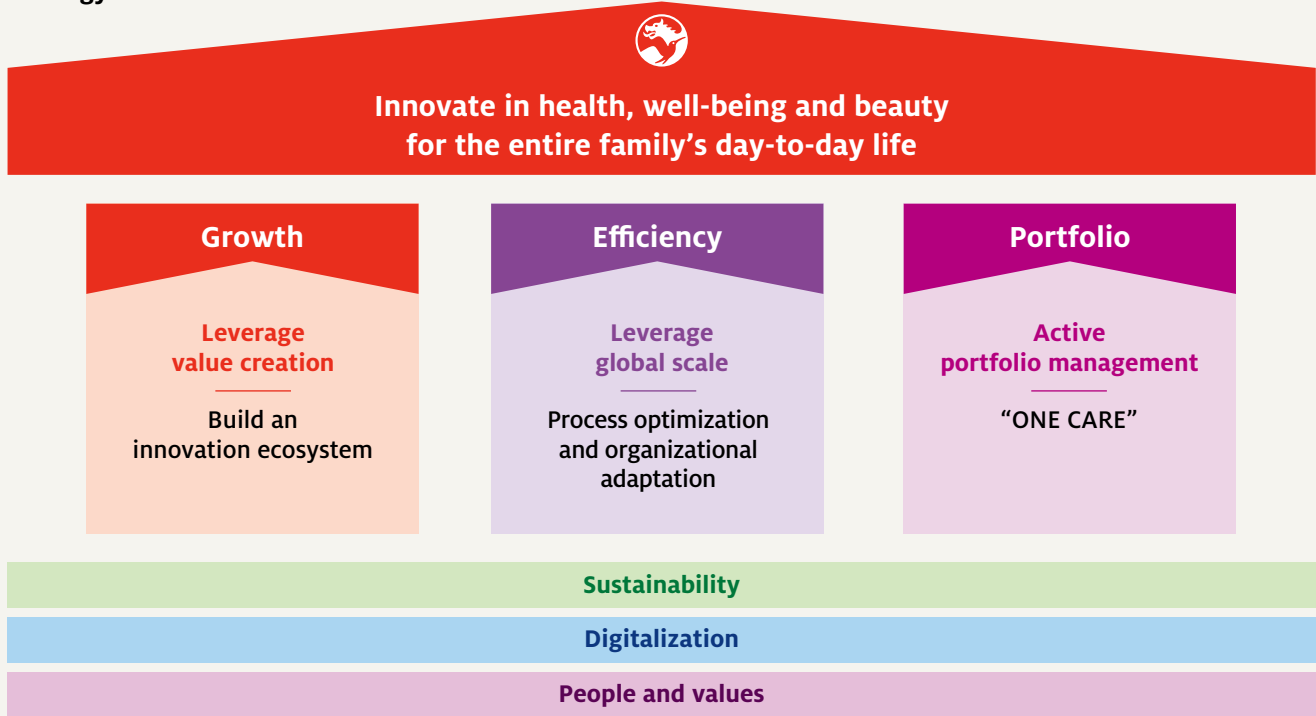 Innovate in health, well-being and beauty
for the entire family’s day-to-day life
Growth
Leverage
value creation
Build an
innovation ecosystem
Efficiency
Leverage
global scale
Process optimization
and organizational
adaptation
Portfolio
Active
portfolio management
“ONE CARE”
Sustainability
Digitalization
People and values